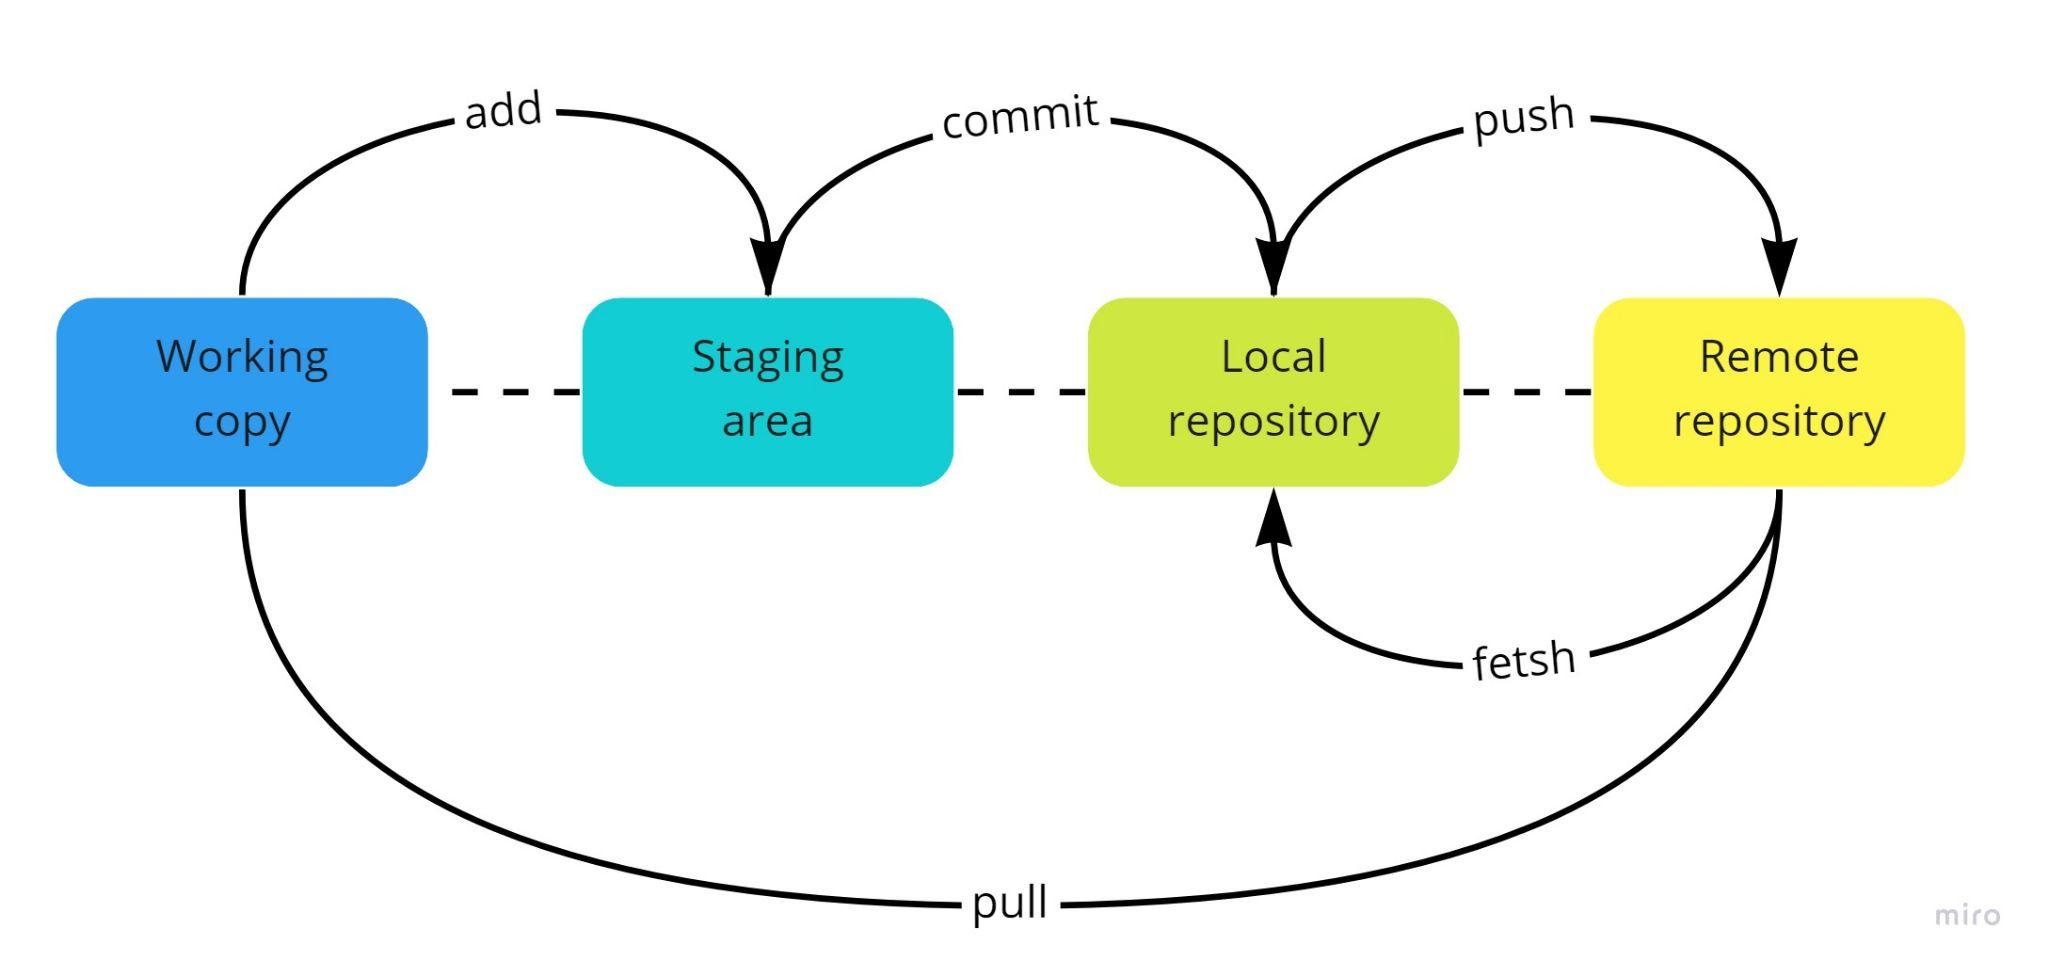 add
commit
push
Working
copy
Staging
area
Local
repository
Remote
repository
fetsh
pull
miro